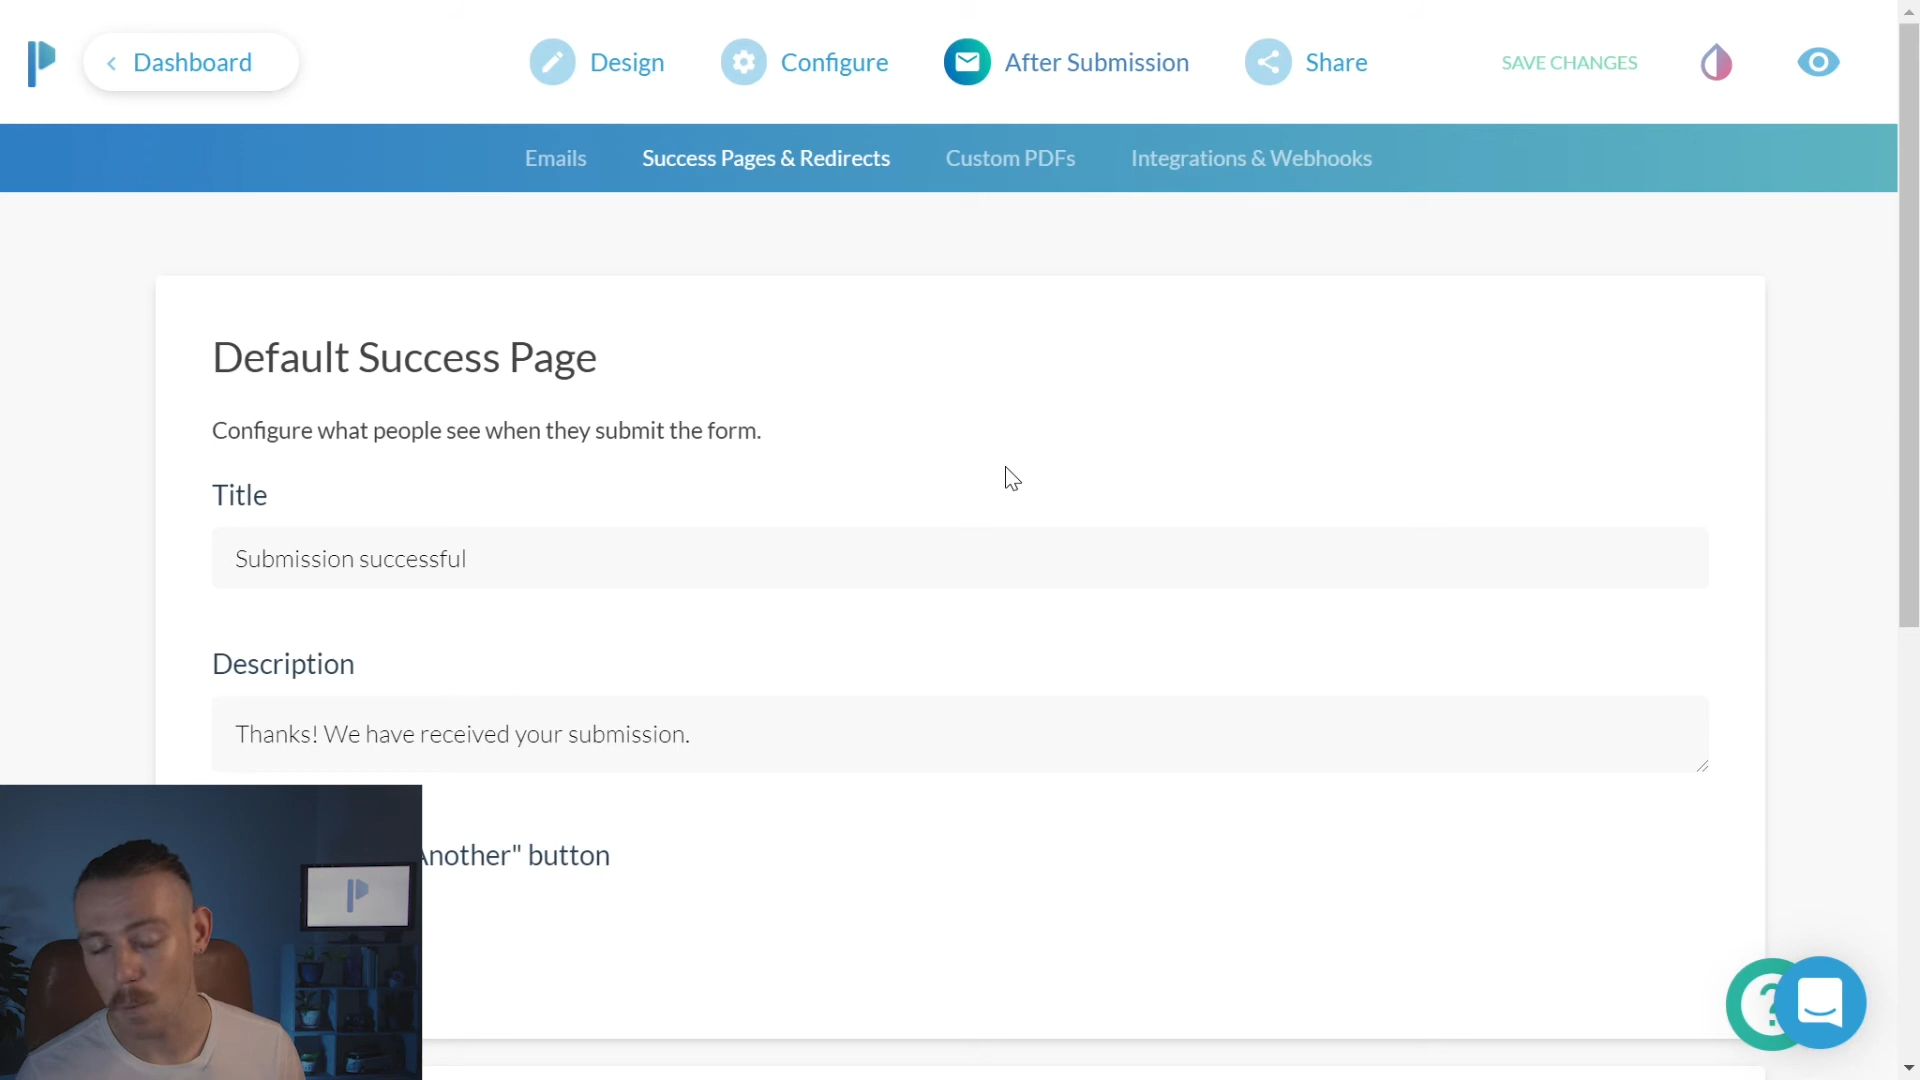 Dashboard
Design
Configure
After Submission
Share
SAVE CHANGES
Emails
Success Pages & Redirects
Custom PDFs
Integrations & Webhooks
Default Success Page
Configure what people see when they submit the form.
Title
Submission successful
Description
Thanks! We have received your submission.
Another" button
?